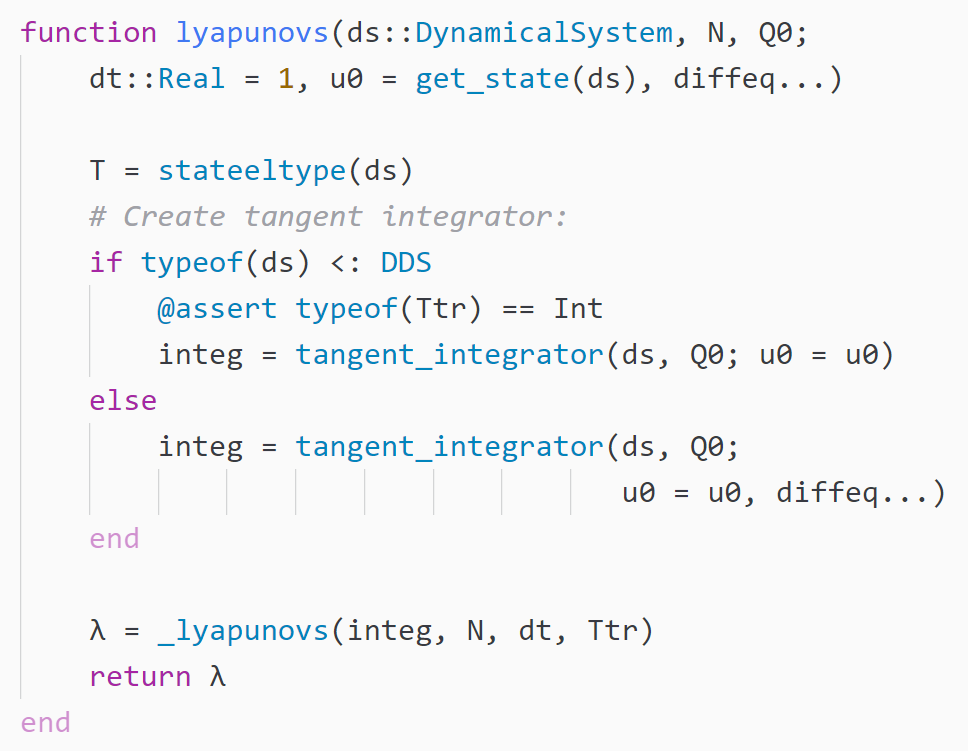 function lyapunovs(ds::DynamicalSystem, N, Q0;
    dt::Real = 1, u0 = get_state(ds), diffeq...)

    T = stateeltype(ds)
    # Create tangent integrator:
    if typeof(ds) <: DDS
        @assert typeof(Ttr) == Int
        integ = tangent_integrator(ds, Q0; u0 = u0)
    else
        integ = tangent_integrator(ds, Q0;
                                   u0 = u0, diffeq...)
    end

    λ = _lyapunovs(integ, N, dt, Ttr)
    return λ
end